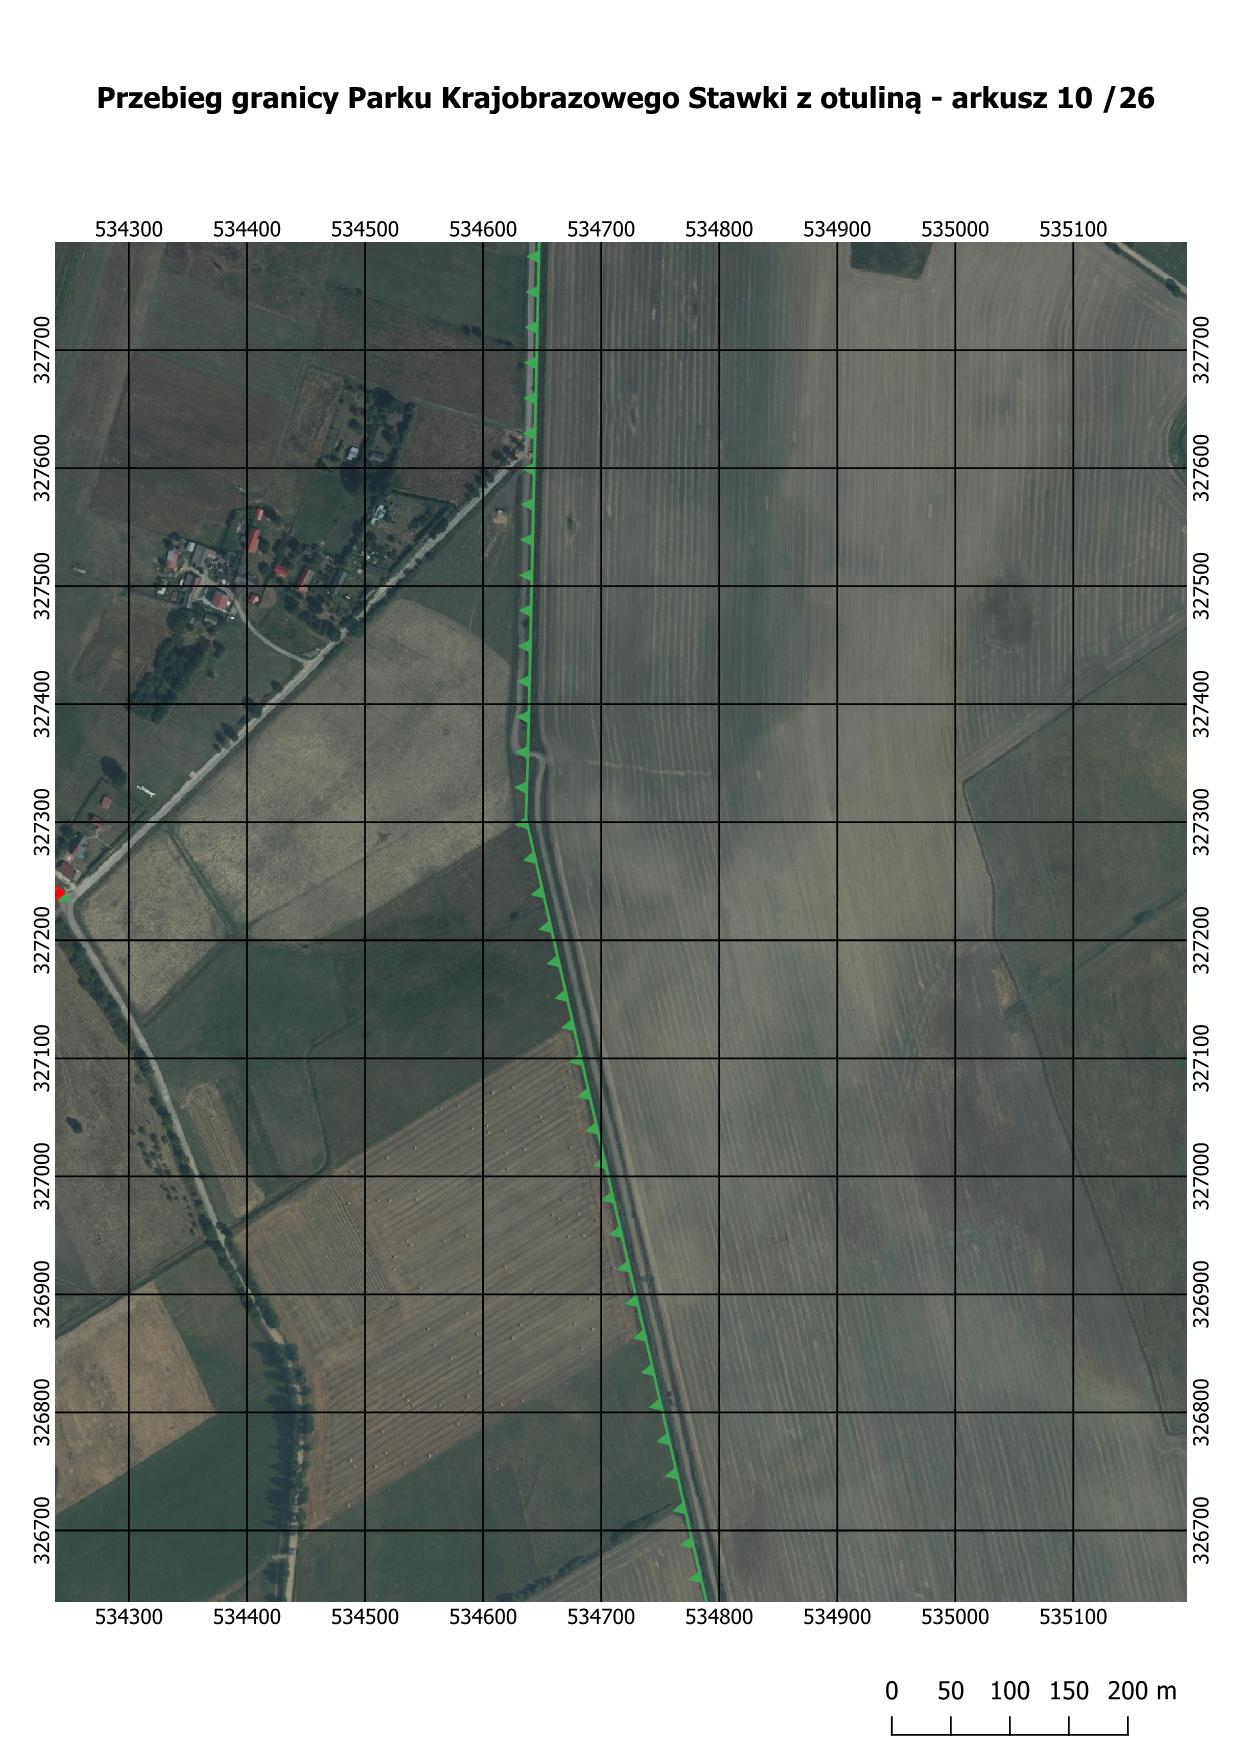 Przebieg granicy Parku Krajobrazowego Stawki z otuliną - arkusz 10 /26
534300 534400 534500 534600 534700 534800 534900 535000 535100
327700 327700
327600 327600
327500 327500
327400 327400
327300 327300
327200 327200
327100 327100
327000 327000
326900 326900
326800 326800
326700 326700
534300 534400 534500 534600 534700 534800 534900 535000 535100
0 50 100 150 200 m